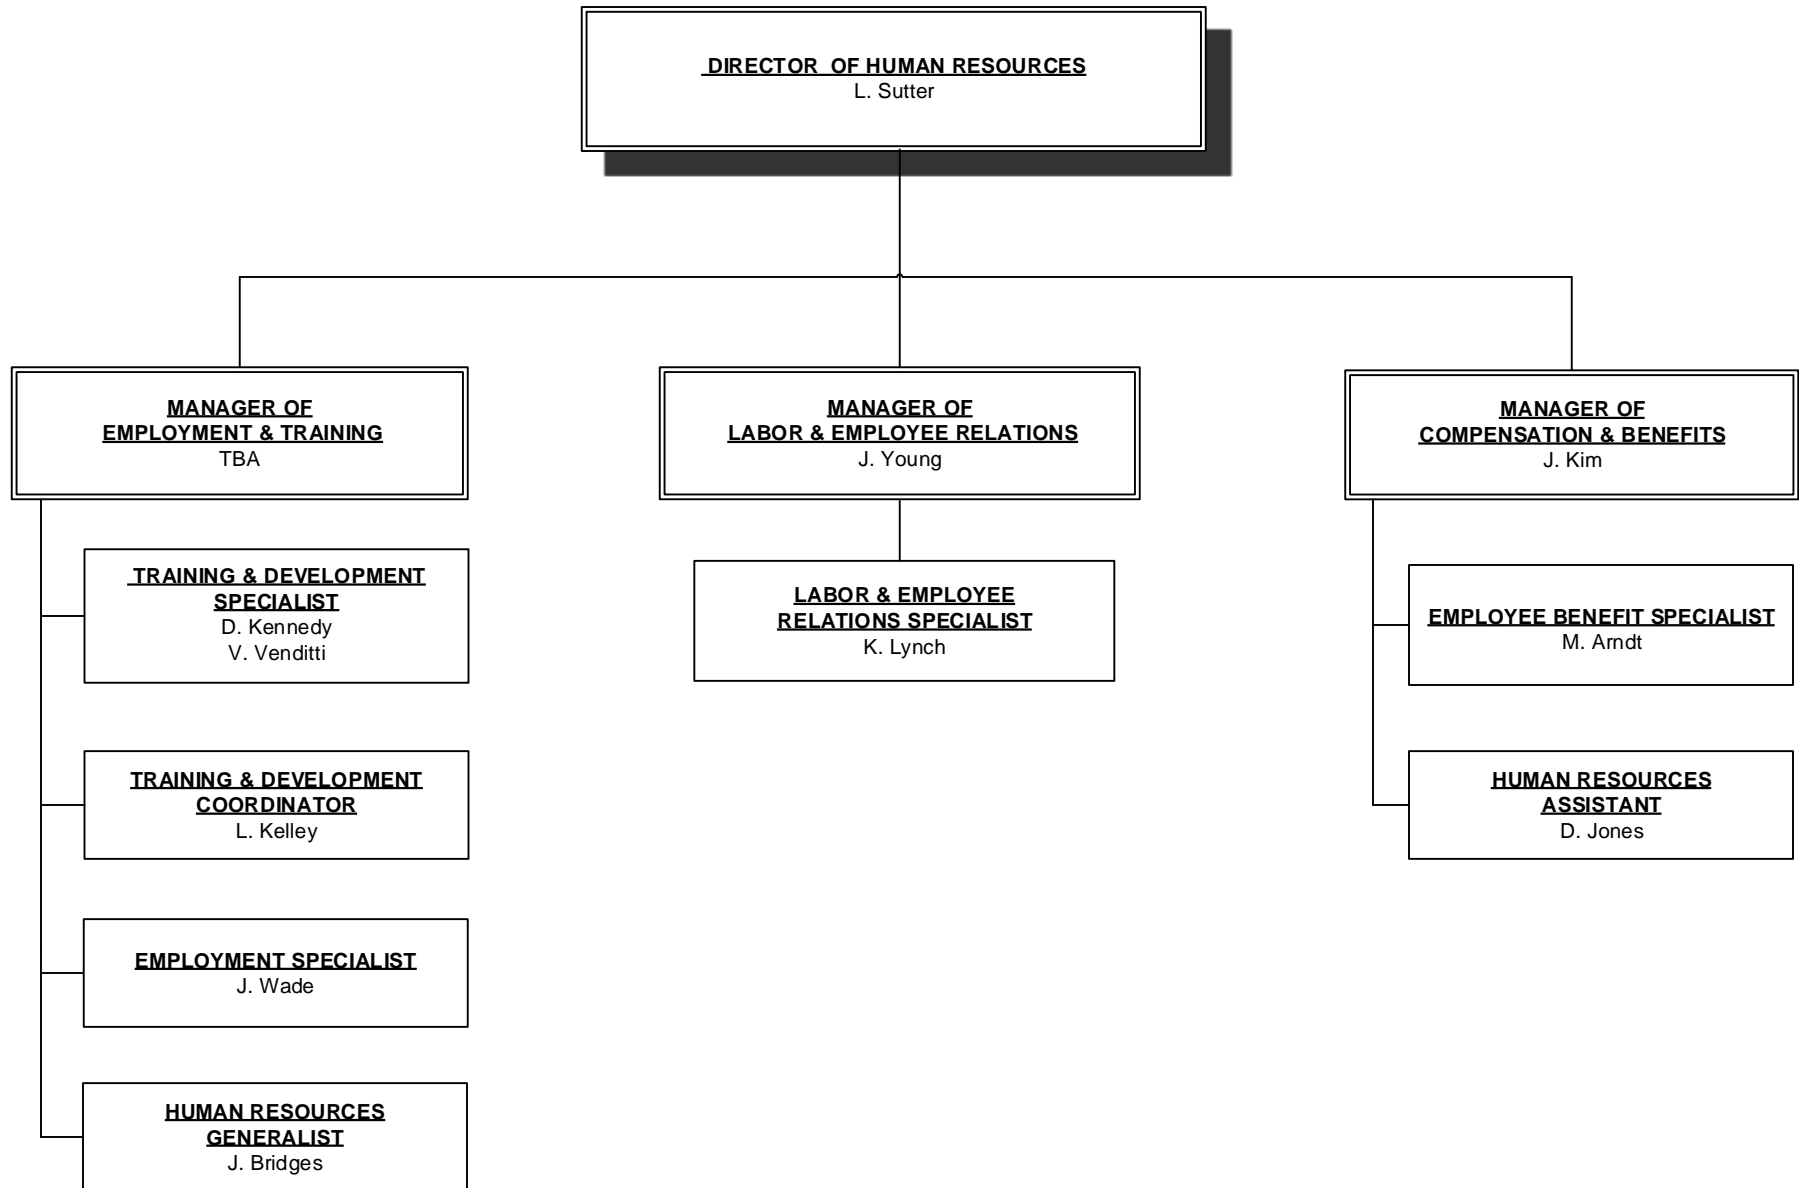 DIRECTOR OF HUMAN RESOURCES
L. Sutter
MANAGER OF
EMPLOYMENT & TRAINING
TBA
TRAINING & DEVELOPMENT
SPECIALIST
D. Kennedy
V. Venditti
TRAINING & DEVELOPMENT
COORDINATOR
L. Kelley
EMPLOYMENT SPECIALIST
J. Wade
HUMAN RESOURCES
GENERALIST
J. Bridges
MANAGER OF
LABOR & EMPLOYEE RELATIONS
J. Young
LABOR & EMPLOYEE
RELATIONS SPECIALIST
K. Lynch
MANAGER OF
COMPENSATION & BENEFITS
J. Kim
EMPLOYEE BENEFIT SPECIALIST
M. Arndt
HUMAN RESOURCES
ASSISTANT
D. Jones